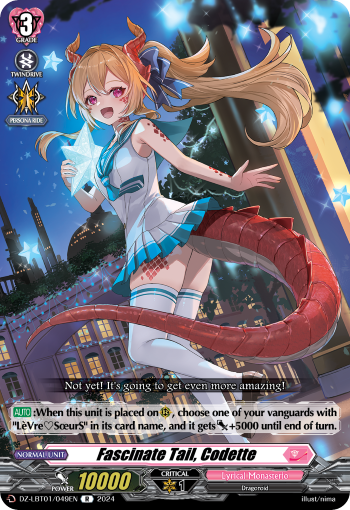 3
GRADE
TWINDRIVE
PERSONA RIDE
Not yet! It's going to get even more amazing!
AUTO :When this unit is placed on Ⓡ, choose one of your vanguards with
"LèVre♡SœurS" in its card name, and it gets +5000 until end of turn.
NORMAL UNIT
Fascinate Tail, Codette
POWER 10000
CRITICAL
1
Lyrical Monasterio
Dragoroid
D DZ-LBT01/049EN R 2024
illust/nima